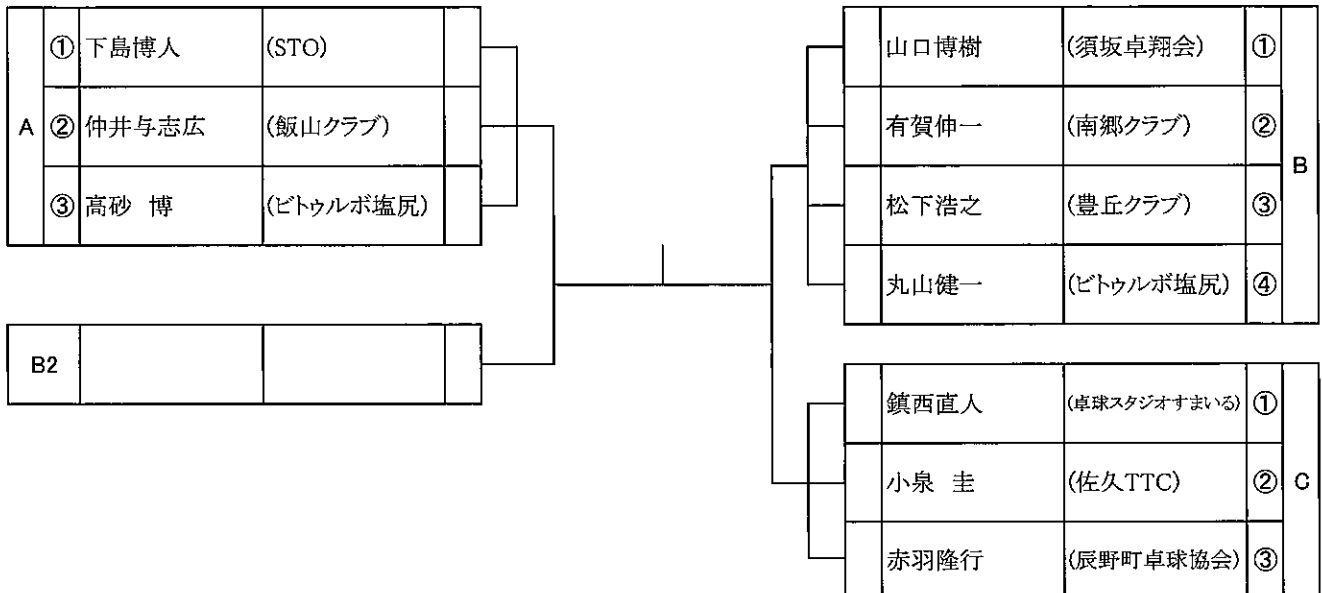 A
① 下島博人 (STO)
② 仲井与志広 (飯山クラブ)
③ 高砂 博 (ビトゥルボ塩尻)
B2
山口博樹 (須坂卓翔会) ①
有賀伸一 (南郷クラブ) ②
松下浩之 (豊丘クラブ) ③
丸山健一 (ビトゥルボ塩尻) ④
B
鎮西直人 (卓球スタジオすまいる) ①
小泉 圭 (佐久TTC) ②
赤羽隆行 (辰野町卓球協会) ③
C